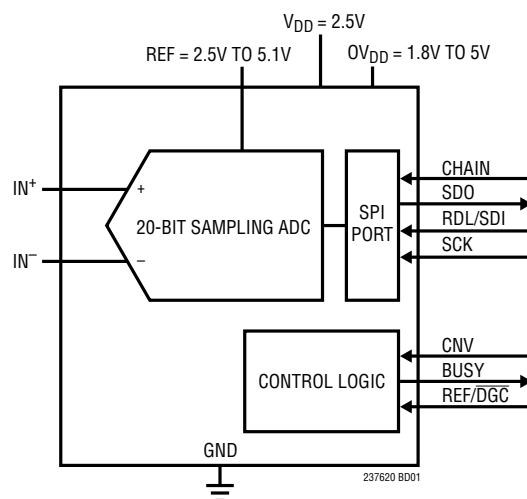 V_DD = 2.5V
REF = 2.5V TO 5.1V
OV_DD = 1.8V TO 5V
IN⁺
+
20-BIT SAMPLING ADC
IN⁻
–
SPI
PORT
CHAIN
SDO
RDL/SDI
SCK
CONTROL LOGIC
CNV
BUSY
REF/D̅G̅C̅
GND
237620 BD01